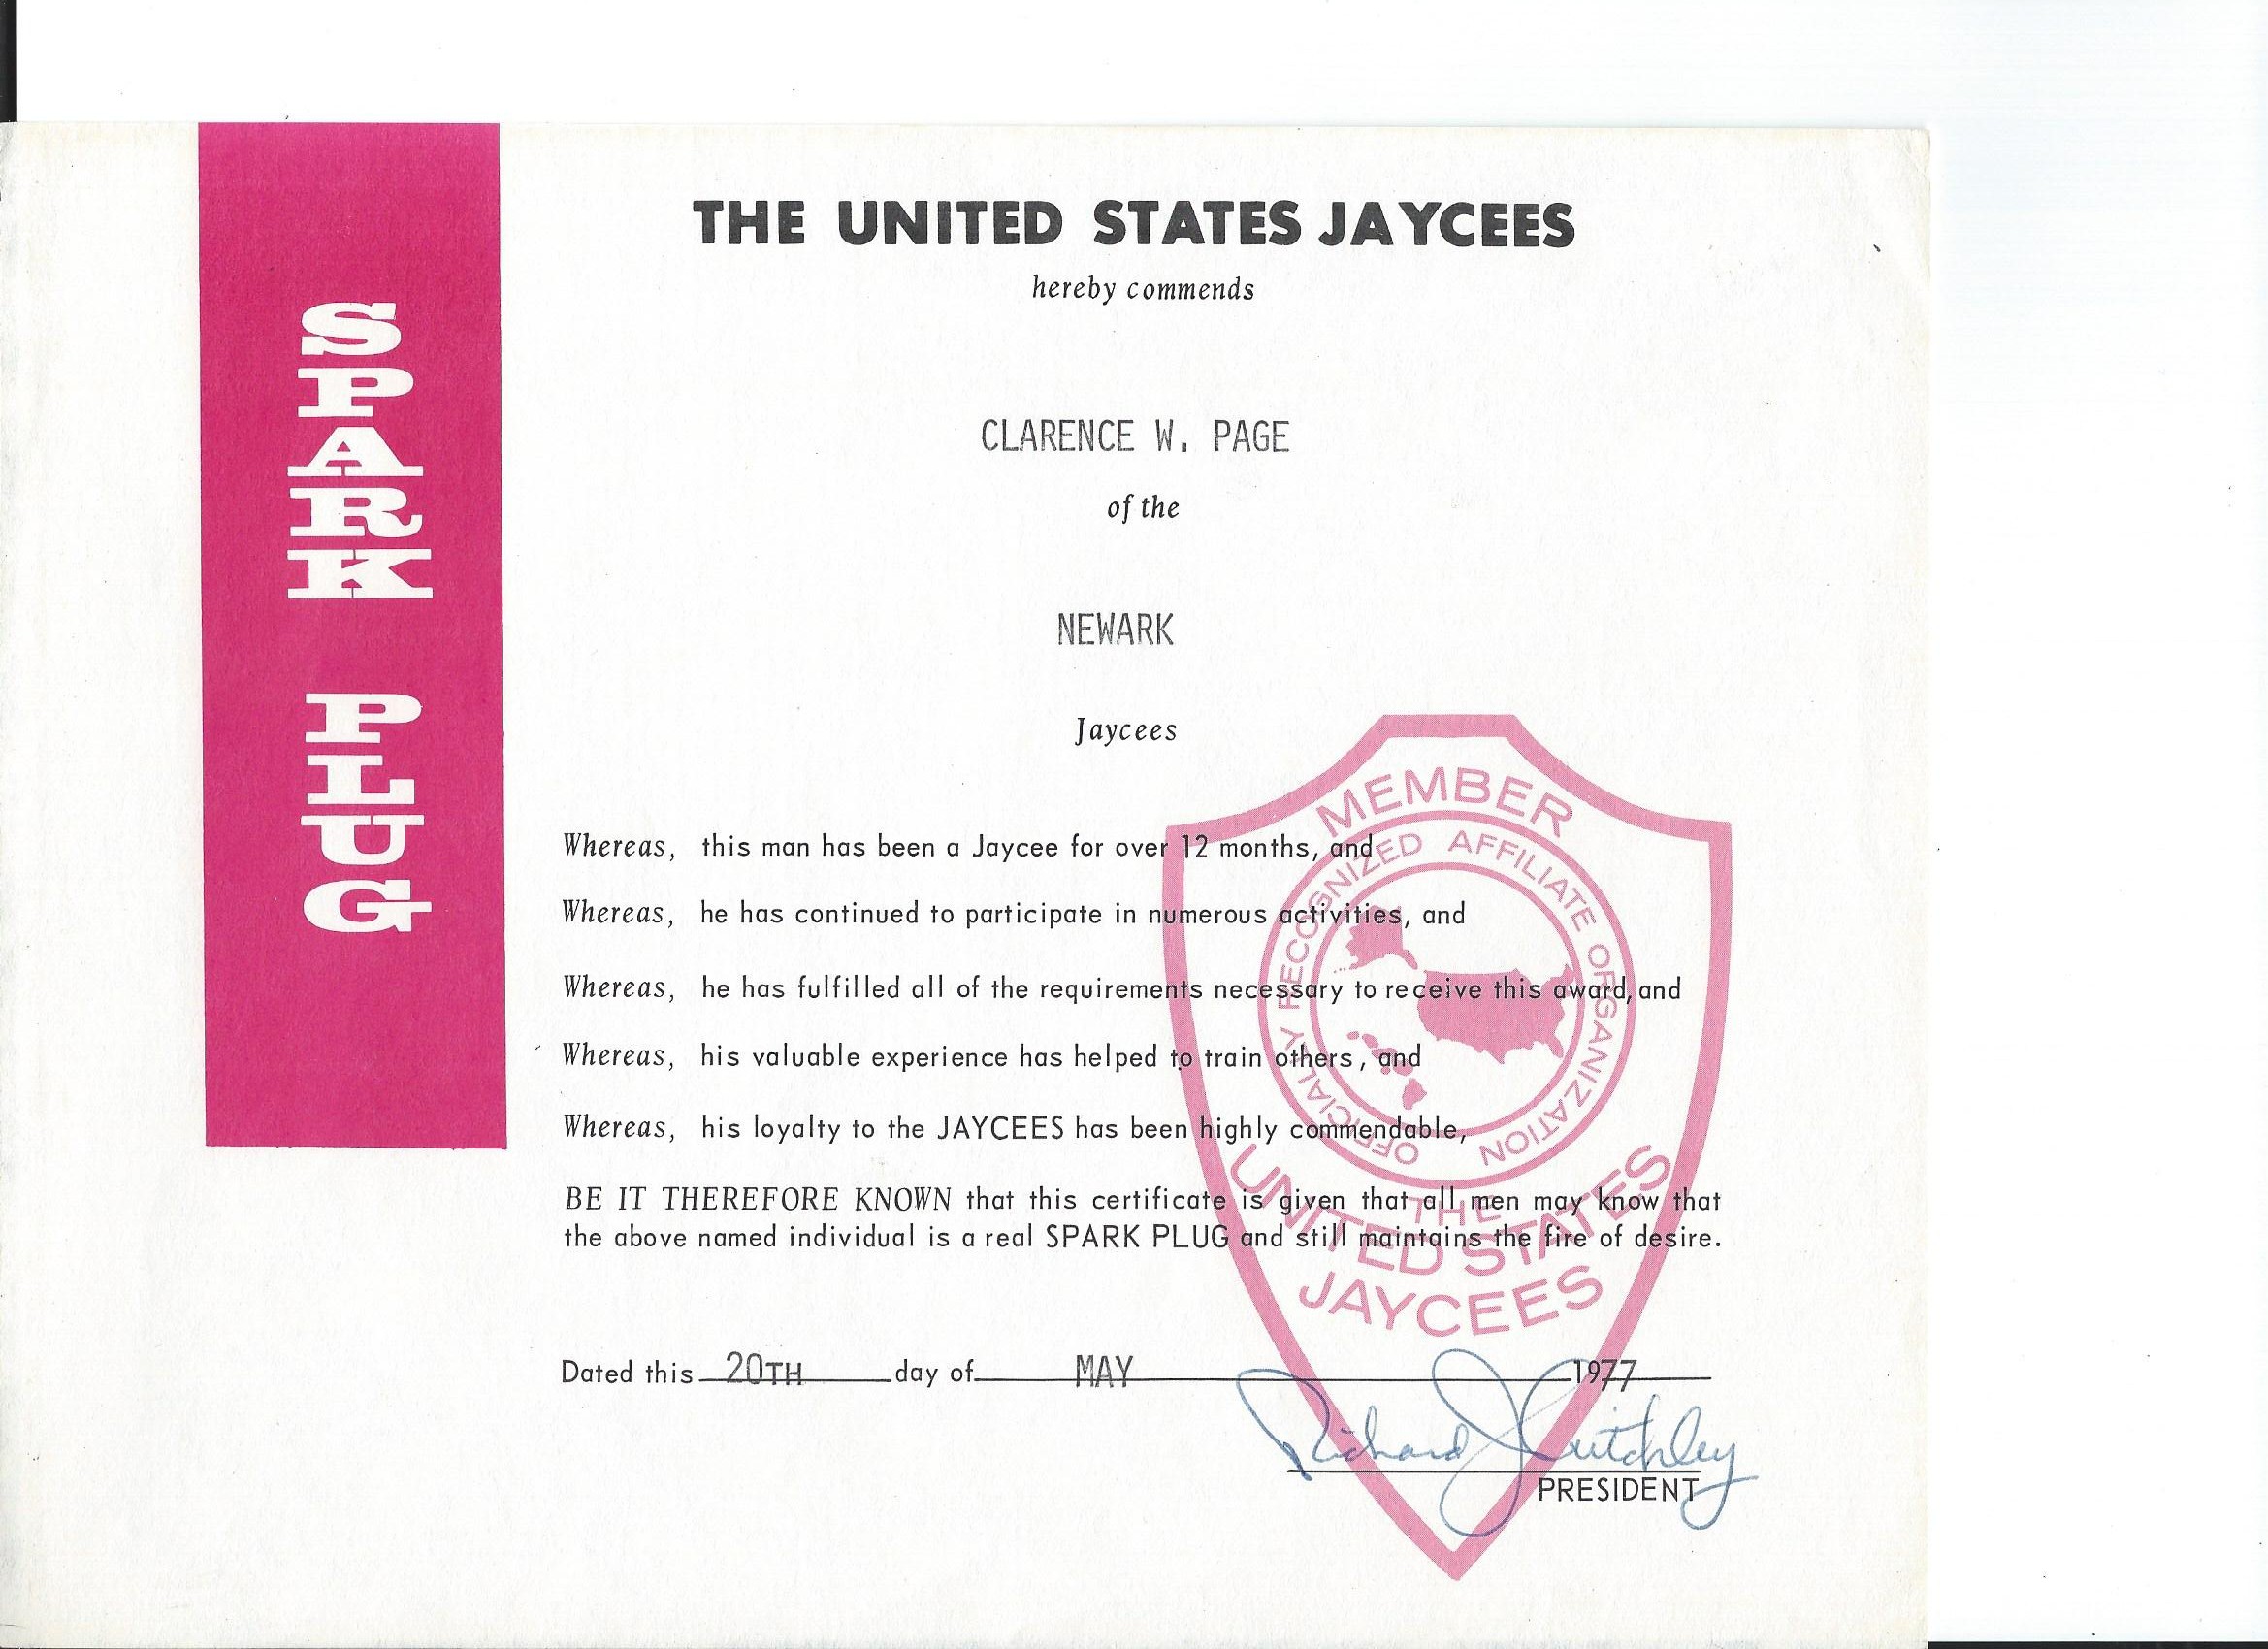 SPARK PLUG
THE UNITED STATES JAYCEES
hereby commends
CLARENCE W. PAGE
of the
NEWARK
Jaycees
Whereas, this man has been a Jaycee for over 12 months, and
Whereas, he has continued to participate in numerous activities, and
Whereas, he has fulfilled all of the requirements necessary to receive this award, and
Whereas, his valuable experience has helped to train others, and
Whereas, his loyalty to the JAYCEES has been highly commendable,
BE IT THEREFORE KNOWN that this certificate is given that all men may know that
the above named individual is a real SPARK PLUG and still maintains the fire of desire.
Dated this 20TH day of MAY 1977
Richard J
PRESIDENT
MEMBER
OFFICIALLY RECOGNIZED AFFILIATE ORGANIZATION
THE
UNITED STATES
JAYCEES